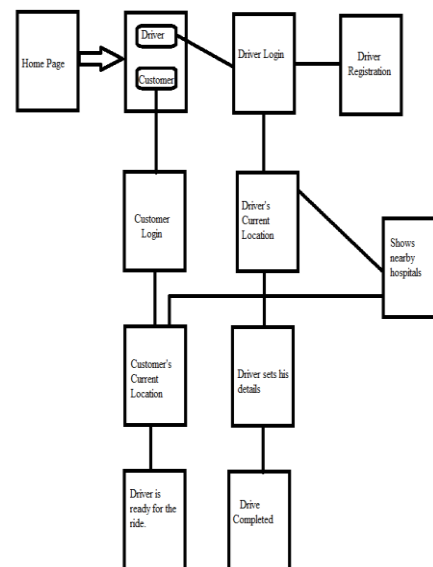 Home Page
Driver
Customer
Driver Login
Driver
Registration
Customer
Login
Driver's
Current
Location
Shows
nearby
hospitals
Customer's
Current
Location
Driver sets his
details
Driver is
ready for the
ride.
Drive
Completed